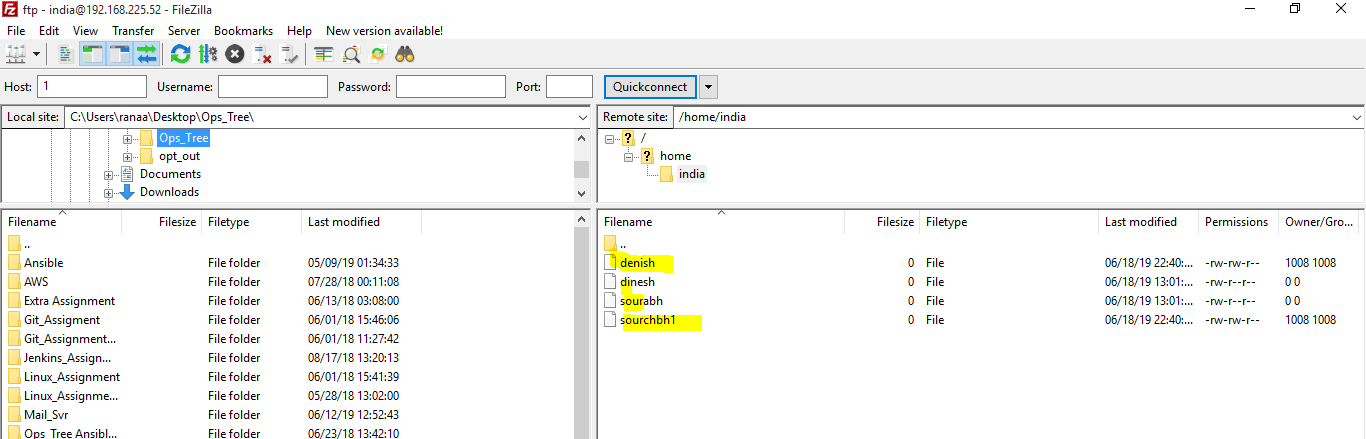 ftp - india@192.168.225.52 - FileZilla
File Edit View Transfer Server Bookmarks Help New version available!
Host: 1 Username: Password: Port: Quickconnect
Local site: C:\Users\ranaa\Desktop\Ops_Tree\ Remote site: /home/india
Ops_Tree ? /
opt_out ? home
Documents india
Downloads
Filename Filesize Filetype Last modified Filename Filesize Filetype Last modified Permissions Owner/Gro...
.. ..
Ansible File folder 05/09/19 01:34:33 denish 0 File 06/18/19 22:40:... -rw-rw-r-- 1008 1008
AWS File folder 07/28/18 00:11:08 dinesh 0 File 06/18/19 13:01:... -rw-r--r-- 0 0
Extra Assignment File folder 06/13/18 03:08:00 sourabh 0 File 06/18/19 13:01:... -rw-r--r-- 0 0
Git_Assigment File folder 06/01/18 15:46:06 sourchbh1 0 File 06/18/19 22:40:... -rw-rw-r-- 1008 1008
Git_Assignment... File folder 06/01/18 11:27:42
Jenkins_Assign... File folder 08/17/18 13:20:13
Linux_Assignment File folder 06/01/18 15:41:39
Linux_Assignme... File folder 05/28/18 13:02:00
Mail_Svr File folder 06/12/19 12:52:43
Ops_Tree Ansibl... File folder 06/23/18 13:42:10